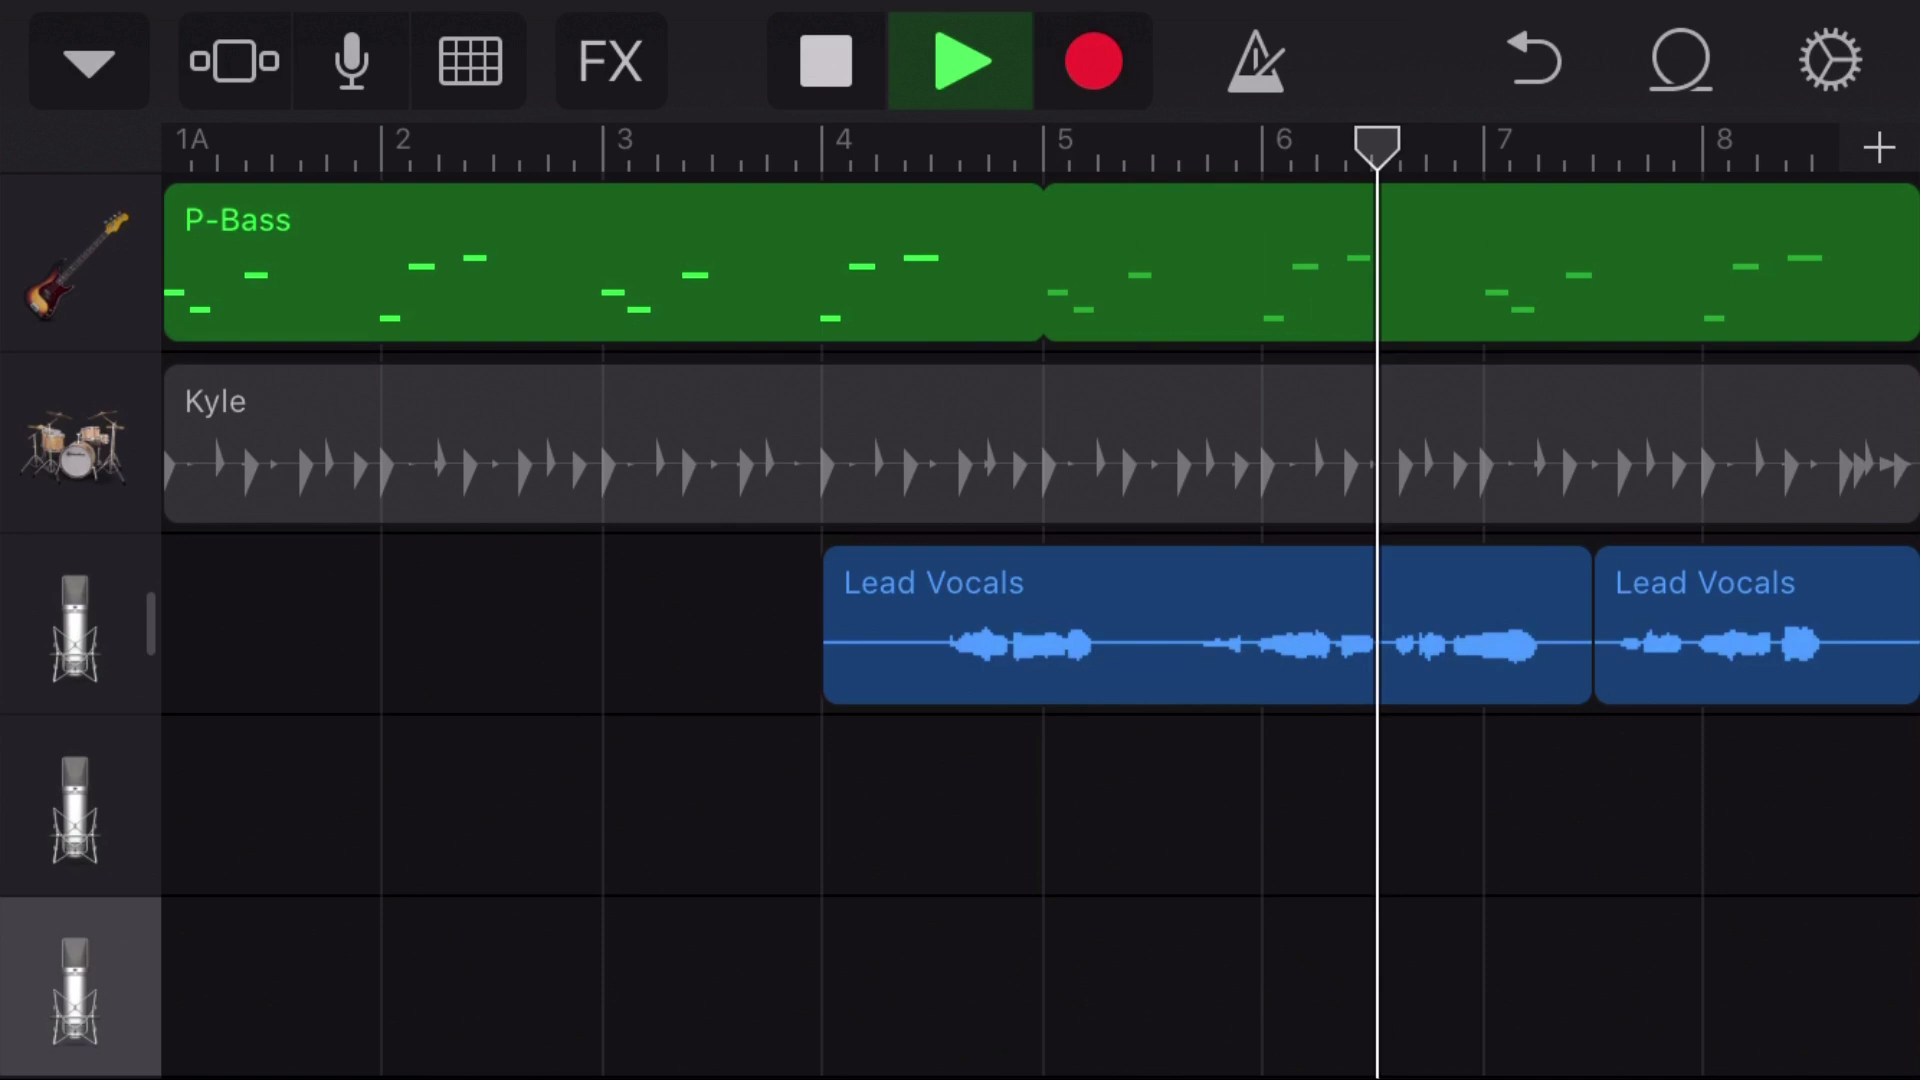 FX
1A 2 3 4 5 6 7 8
P-Bass
Kyle
Lead Vocals Lead Vocals